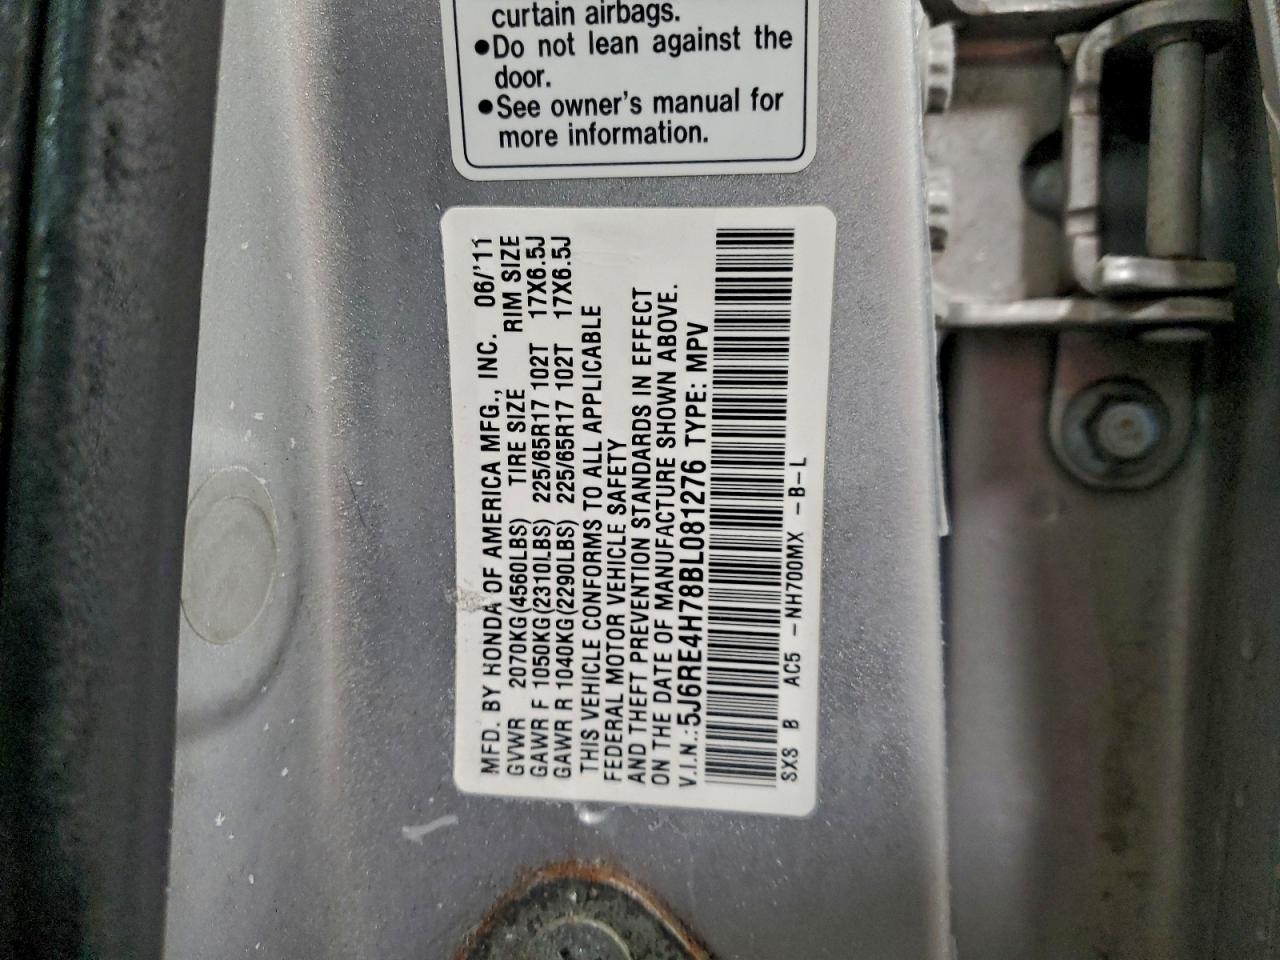 curtain airbags.
●Do not lean against the
door.
●See owner's manual for
more information.
MFD. BY HONDA OF AMERICA MFG., INC. 06/'11
GVWR 2070KG(4560LBS) TIRE SIZE RIM SIZE
GAWR F 1050KG(2310LBS) 225/65R17 102T 17X6.5J
GAWR R 1040KG(2290LBS) 225/65R17 102T 17X6.5J
THIS VEHICLE CONFORMS TO ALL APPLICABLE
FEDERAL MOTOR VEHICLE SAFETY
AND THEFT PREVENTION STANDARDS IN EFFECT
ON THE DATE OF MANUFACTURE SHOWN ABOVE.
V.I.N.:5J6RE4H78BL081276 TYPE: MPV
SXS B AC5 -NH700MX -B-L